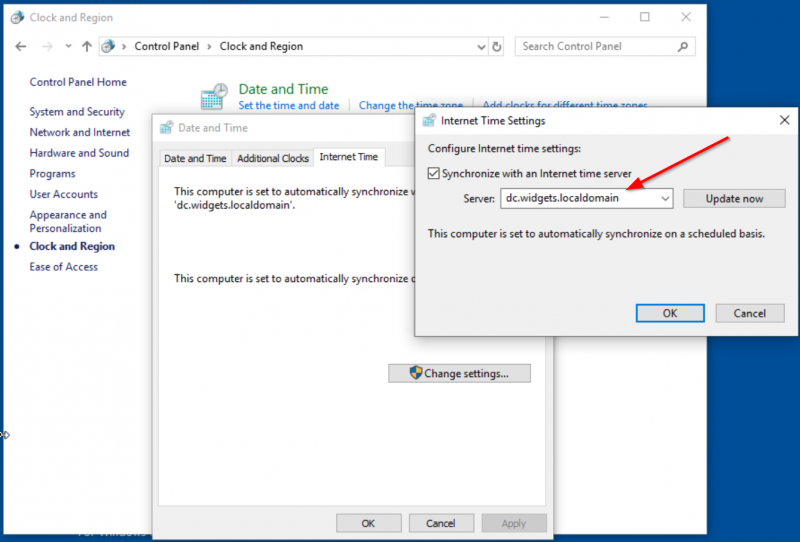 Clock and Region
Control Panel > Clock and Region
Search Control Panel
Control Panel Home
System and Security
Network and Internet
Hardware and Sound
Programs
User Accounts
Appearance and
Personalization
Clock and Region
Ease of Access
Date and Time
Set the time and date
Change the time zone
Add clocks for different time zones
Date and Time
Date and Time
Additional Clocks
Internet Time
This computer is set to automatically synchronize
'dc.widgets.localdomain'.
This computer is set to automatically synchronize
Change settings...
OK
Cancel
Apply
Internet Time Settings
Configure Internet time settings:
Synchronize with an Internet time server
Server:
dc.widgets.localdomain
Update now
This computer is set to automatically synchronize on a scheduled basis.
OK
Cancel